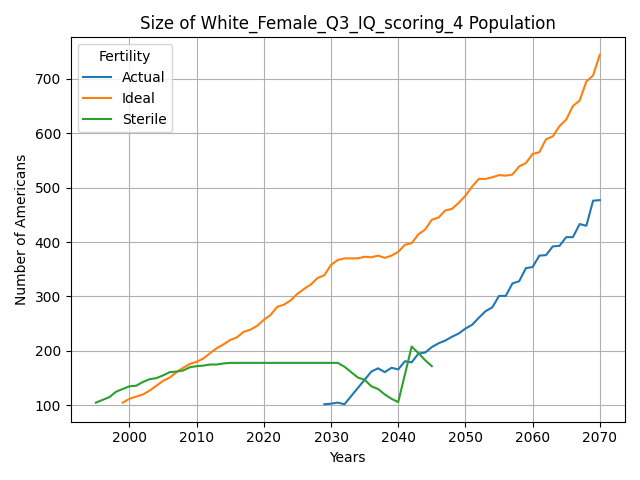 Size of White_Female_Q3_IQ_scoring_4 Population
Fertility
Actual
Ideal
Sterile
Number of Americans
700
600
500
400
300
200
100
2000 2010 2020 2030 2040 2050 2060 2070
Years